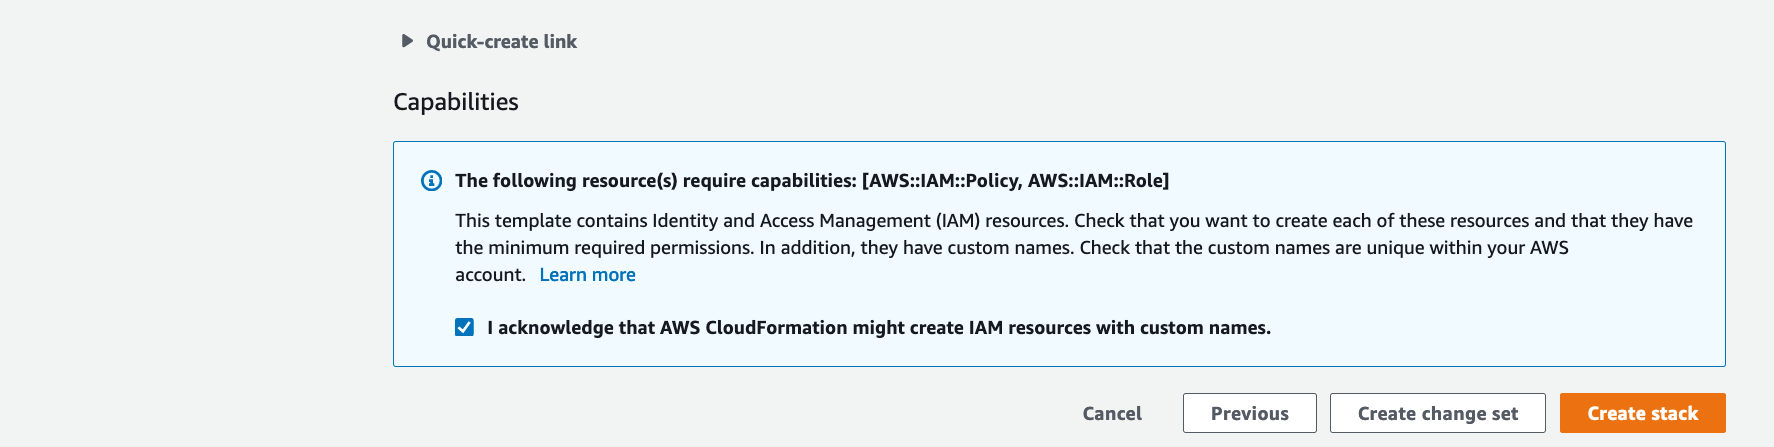 Quick-create link
Capabilities
The following resource(s) require capabilities: [AWS::IAM::Policy, AWS::IAM::Role]
This template contains Identity and Access Management (IAM) resources. Check that you want to create each of these resources and that they have
the minimum required permissions. In addition, they have custom names. Check that the custom names are unique within your AWS
account. Learn more
I acknowledge that AWS CloudFormation might create IAM resources with custom names.
Cancel Previous Create change set Create stack